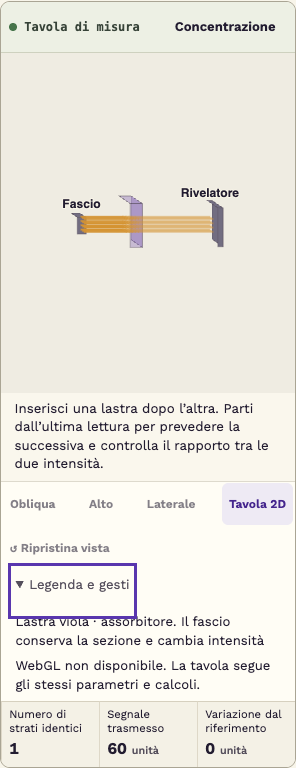 Tavola di misura
Concentrazione
Fascio
Rivelatore
Inserisci una lastra dopo l’altra. Parti
dall’ultima lettura per prevedere la
successiva e controlla il rapporto tra le
due intensità.
Obliqua
Alto
Laterale
Tavola 2D
↺ Ripristina vista
▼ Legenda e gesti
Lastra viola · assorbitore. Il fascio
conserva la sezione e cambia intensità
WebGL non disponibile. La tavola segue
gli stessi parametri e calcoli.
Numero di
strati identici
1
Segnale
trasmesso
60 unità
Variazione dal
riferimento
0 unità